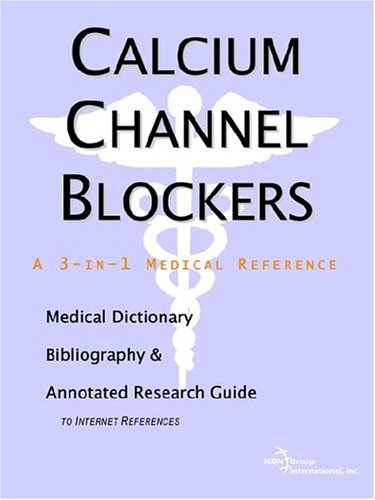 CALCIUM
CHANNEL
BLOCKERS
A 3-IN-1 MEDICAL REFERENCE
Medical Dictionary
Bibliography &
Annotated Research Guide
TO INTERNET REFERENCES
ICON Group
International, Inc.